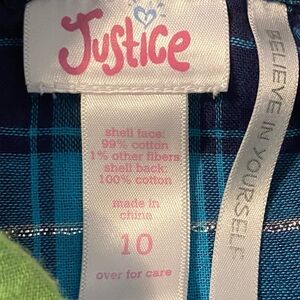 Justice
shell face:
99% cotton
1% other fibers
shell back:
100% cotton
made in
china
10
over for care
BELIEVE IN YOURSELF